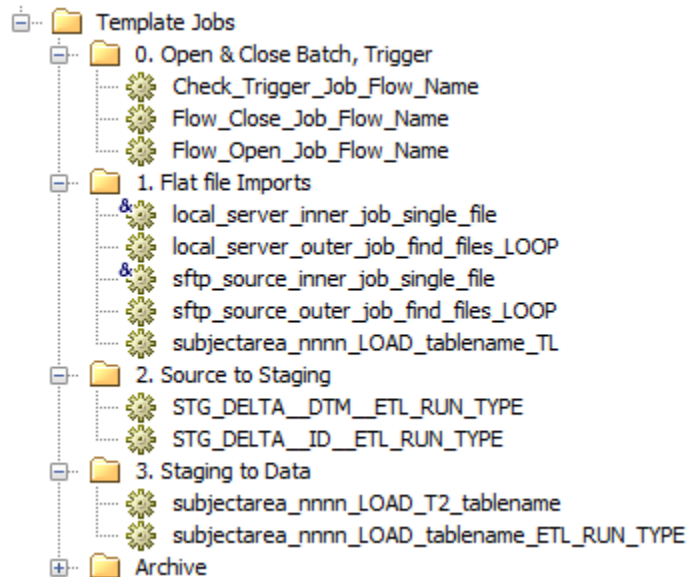 Template Jobs
0. Open & Close Batch, Trigger
Check_Trigger_Job_Flow_Name
Flow_Close_Job_Flow_Name
Flow_Open_Job_Flow_Name
1. Flat file Imports
& local_server_inner_job_single_file
local_server_outer_job_find_files_LOOP
& sftp_source_inner_job_single_file
sftp_source_outer_job_find_files_LOOP
subjectarea_nnnn_LOAD_tablename_TL
2. Source to Staging
STG_DELTA__DTM__ETL_RUN_TYPE
STG_DELTA__ID__ETL_RUN_TYPE
3. Staging to Data
subjectarea_nnnn_LOAD_T2_tablename
subjectarea_nnnn_LOAD_tablename_ETL_RUN_TYPE
Archive